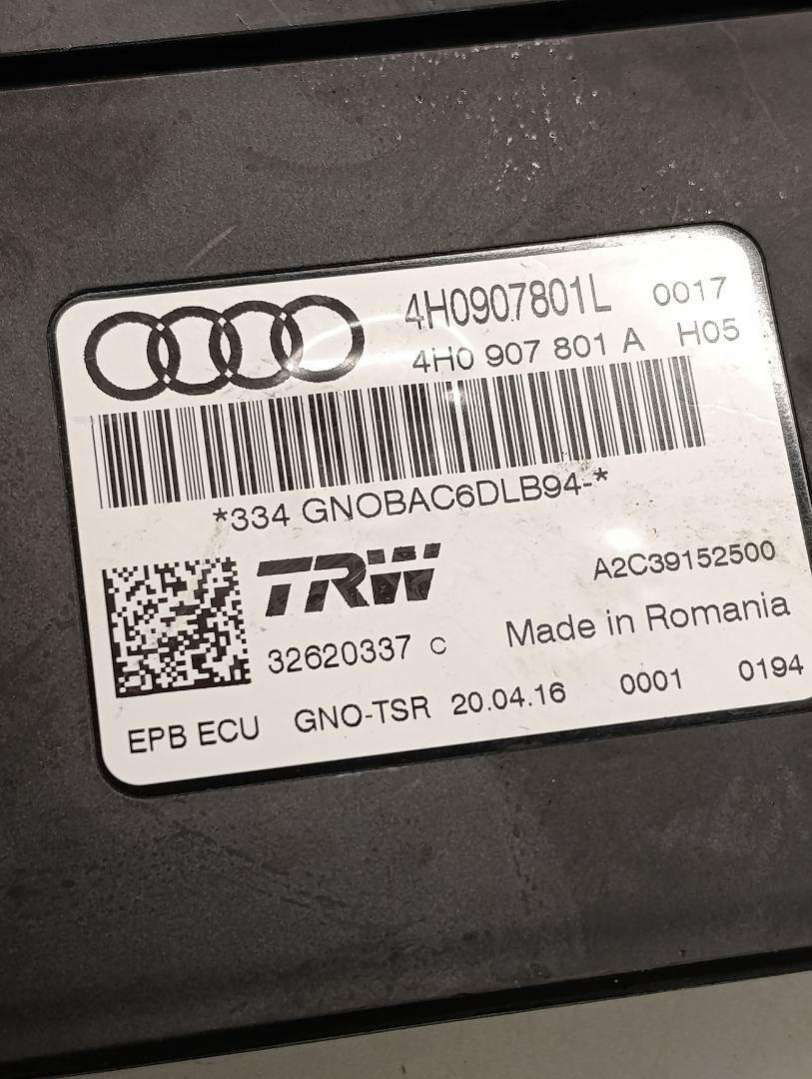 4H0907801L 0017
4H0 907 801 A H05
*334 GNOBAC6DLB94-*
TRW A2C39152500
32620337 C Made in Romania
EPB ECU GNO-TSR 20.04.16 0001 0194